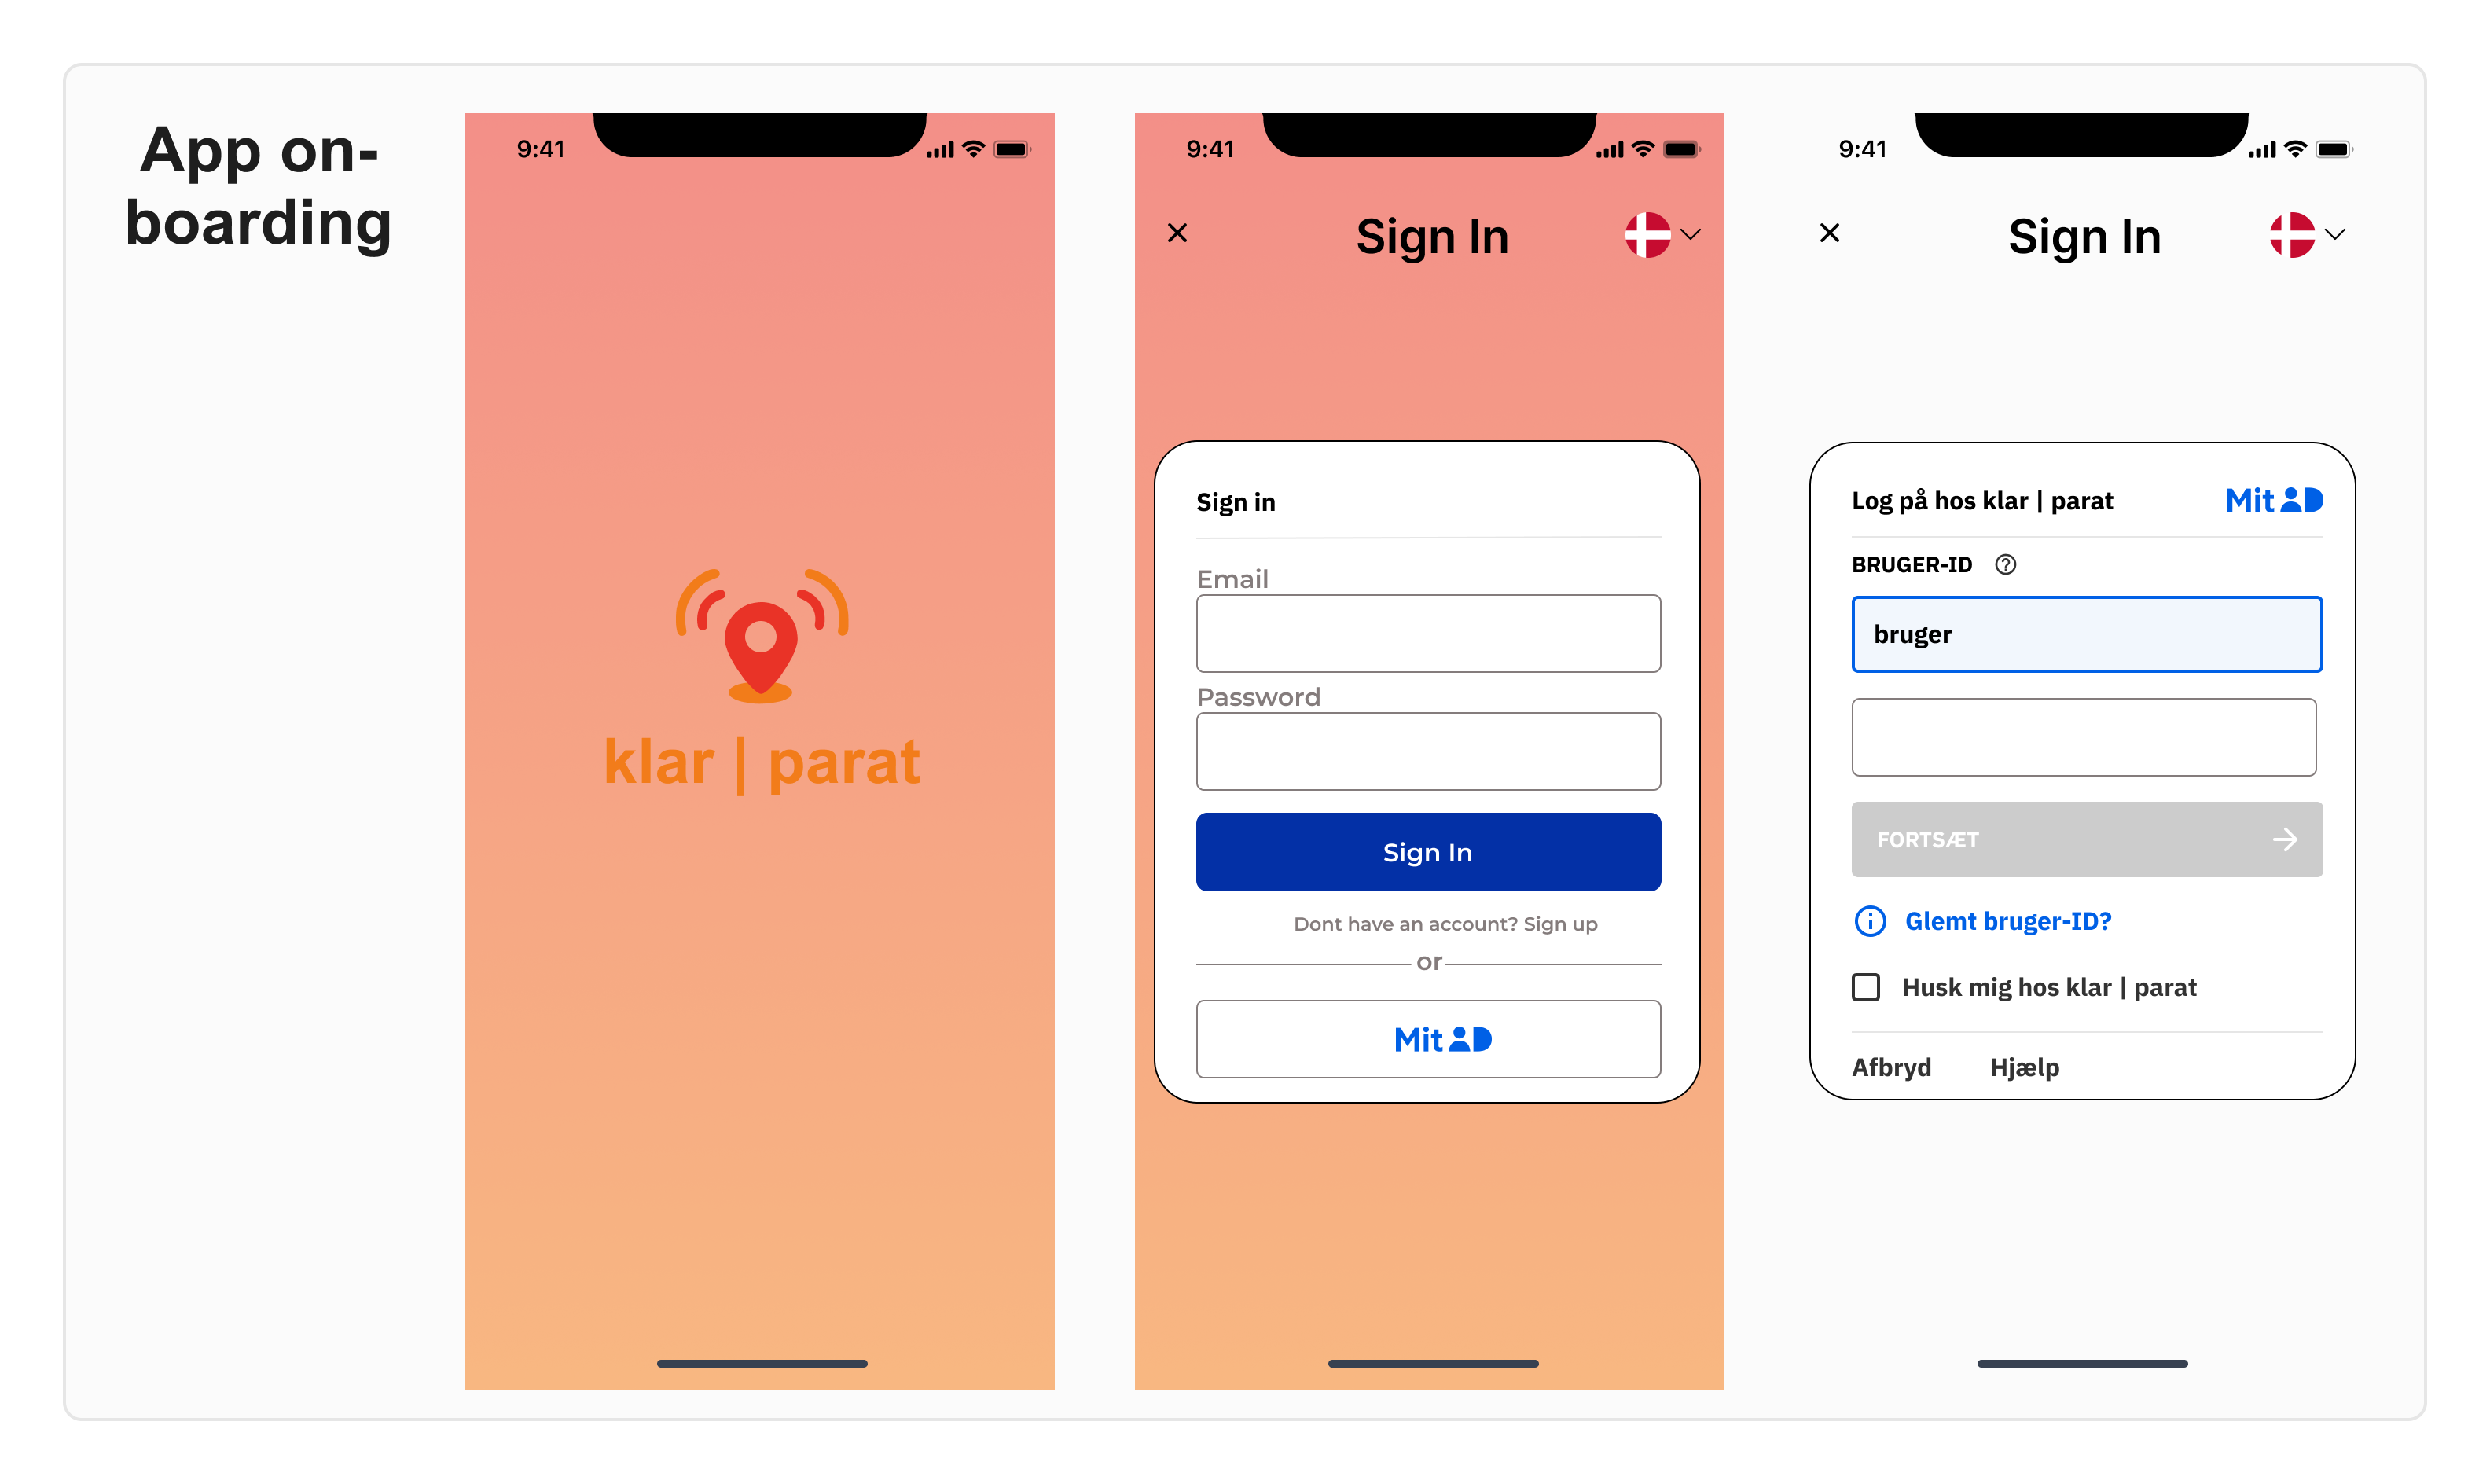 App on-
boarding
9:41
klar | parat
9:41
Sign In
Sign in
Email
Password
Sign In
Dont have an account? Sign up
or
Mit D
9:41
Sign In
Log på hos klar | parat
Mit D
BRUGER-ID ?
bruger
FORTSÆT
Glemt bruger-ID?
Husk mig hos klar | parat
Afbryd Hjælp